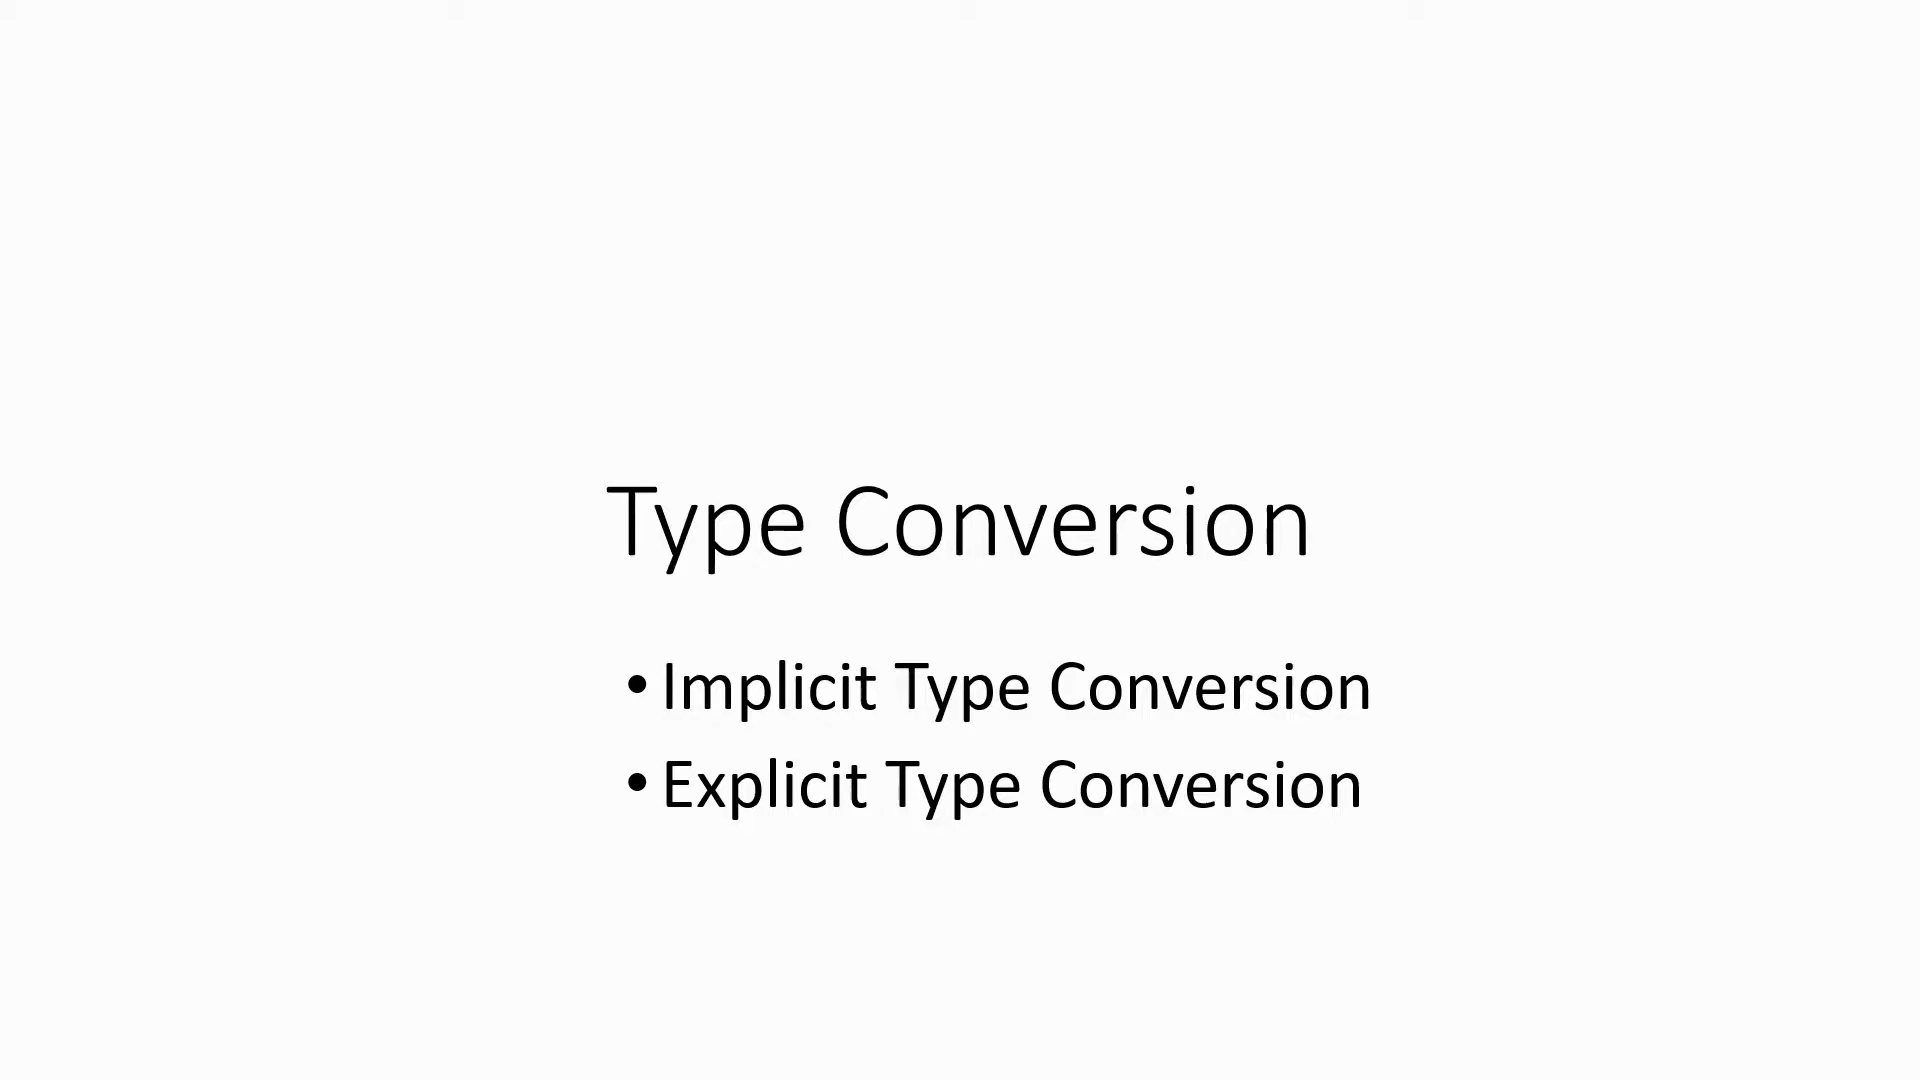 Type Conversion
• Implicit Type Conversion
• Explicit Type Conversion